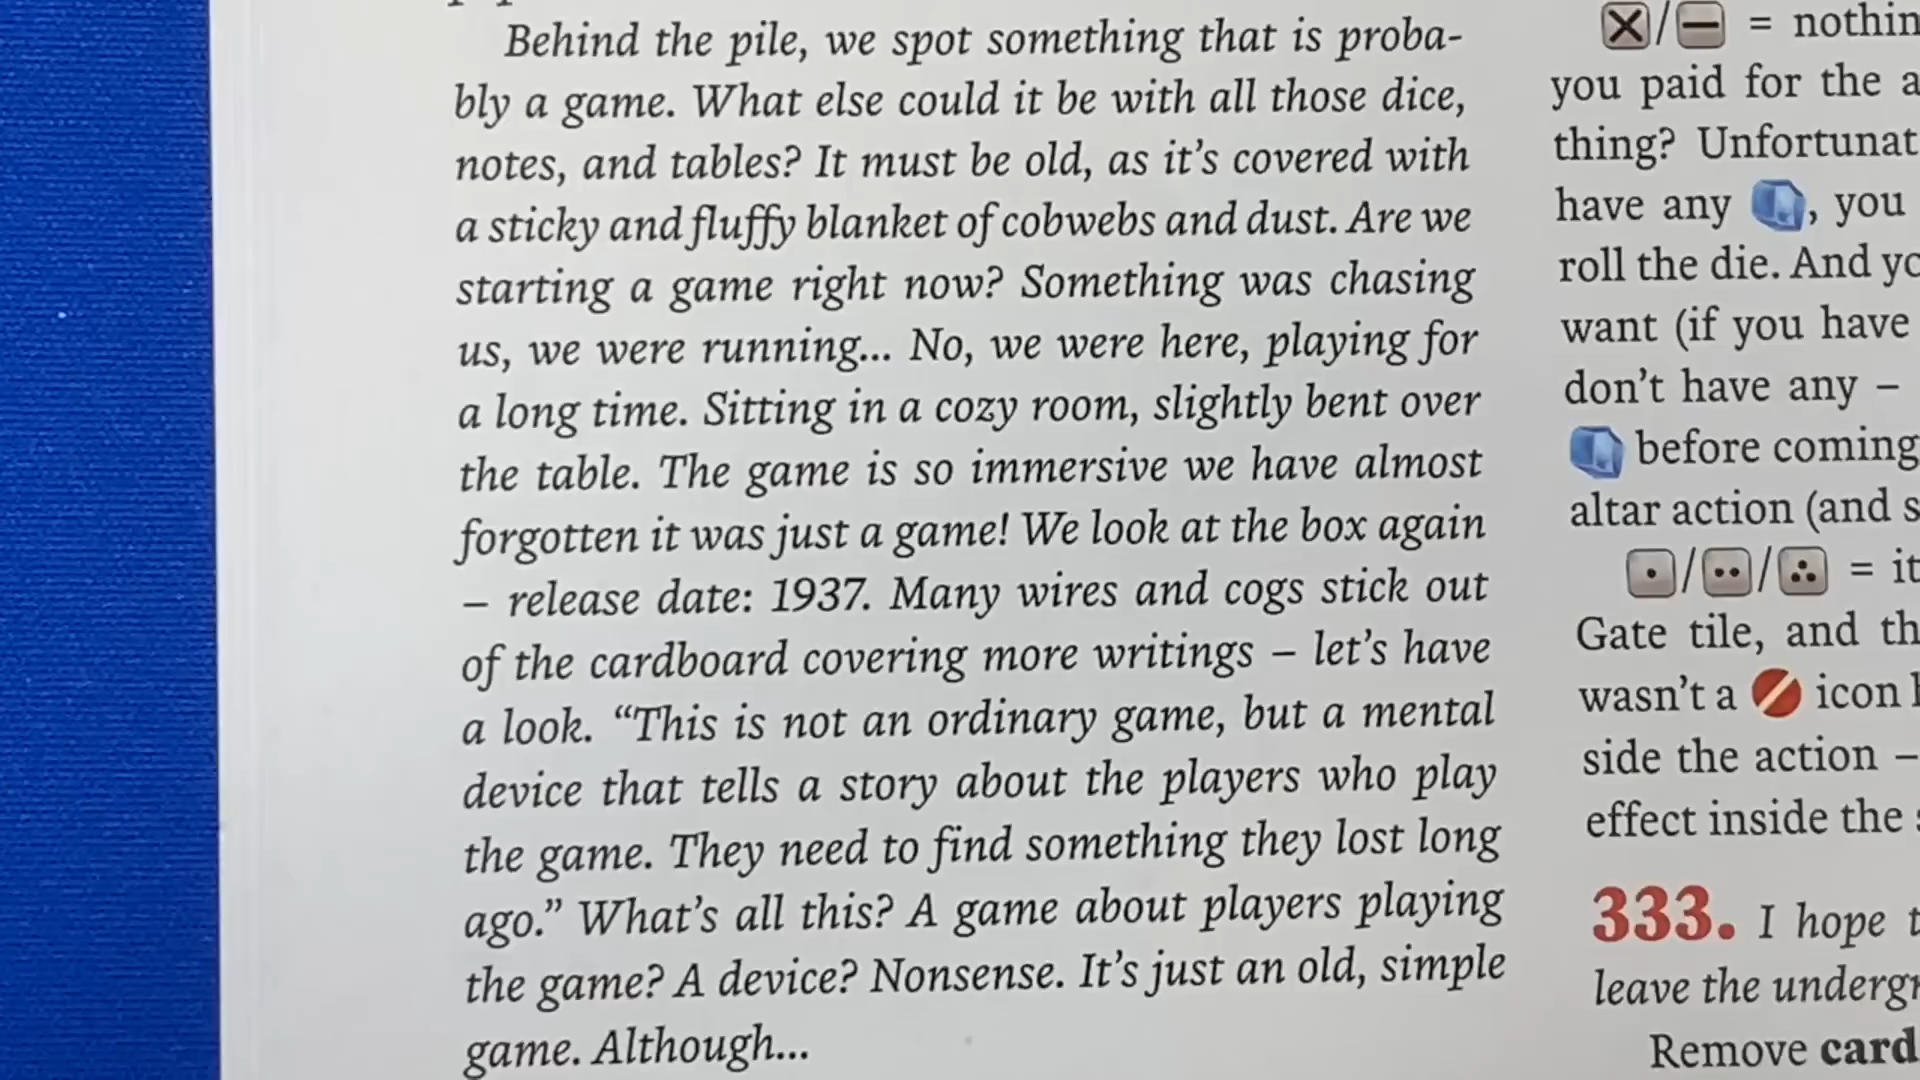 Behind the pile, we spot something that is proba-
bly a game. What else could it be with all those dice,
notes, and tables? It must be old, as it's covered with
a sticky and fluffy blanket of cobwebs and dust. Are we
starting a game right now? Something was chasing
us, we were running... No, we were here, playing for
a long time. Sitting in a cozy room, slightly bent over
the table. The game is so immersive we have almost
forgotten it was just a game! We look at the box again
– release date: 1937. Many wires and cogs stick out
of the cardboard covering more writings – let's have
a look. “This is not an ordinary game, but a mental
device that tells a story about the players who play
the game. They need to find something they lost long
ago.” What's all this? A game about players playing
the game? A device? Nonsense. It's just an old, simple
game. Although...
/ = nothin
you paid for the a
thing? Unfortunat
have any , you
roll the die. And yo
want (if you have
don't have any –
before coming
altar action (and s
/ / = it
Gate tile, and th
wasn't a icon
side the action –
effect inside the
333. I hope t
leave the undergr
Remove card